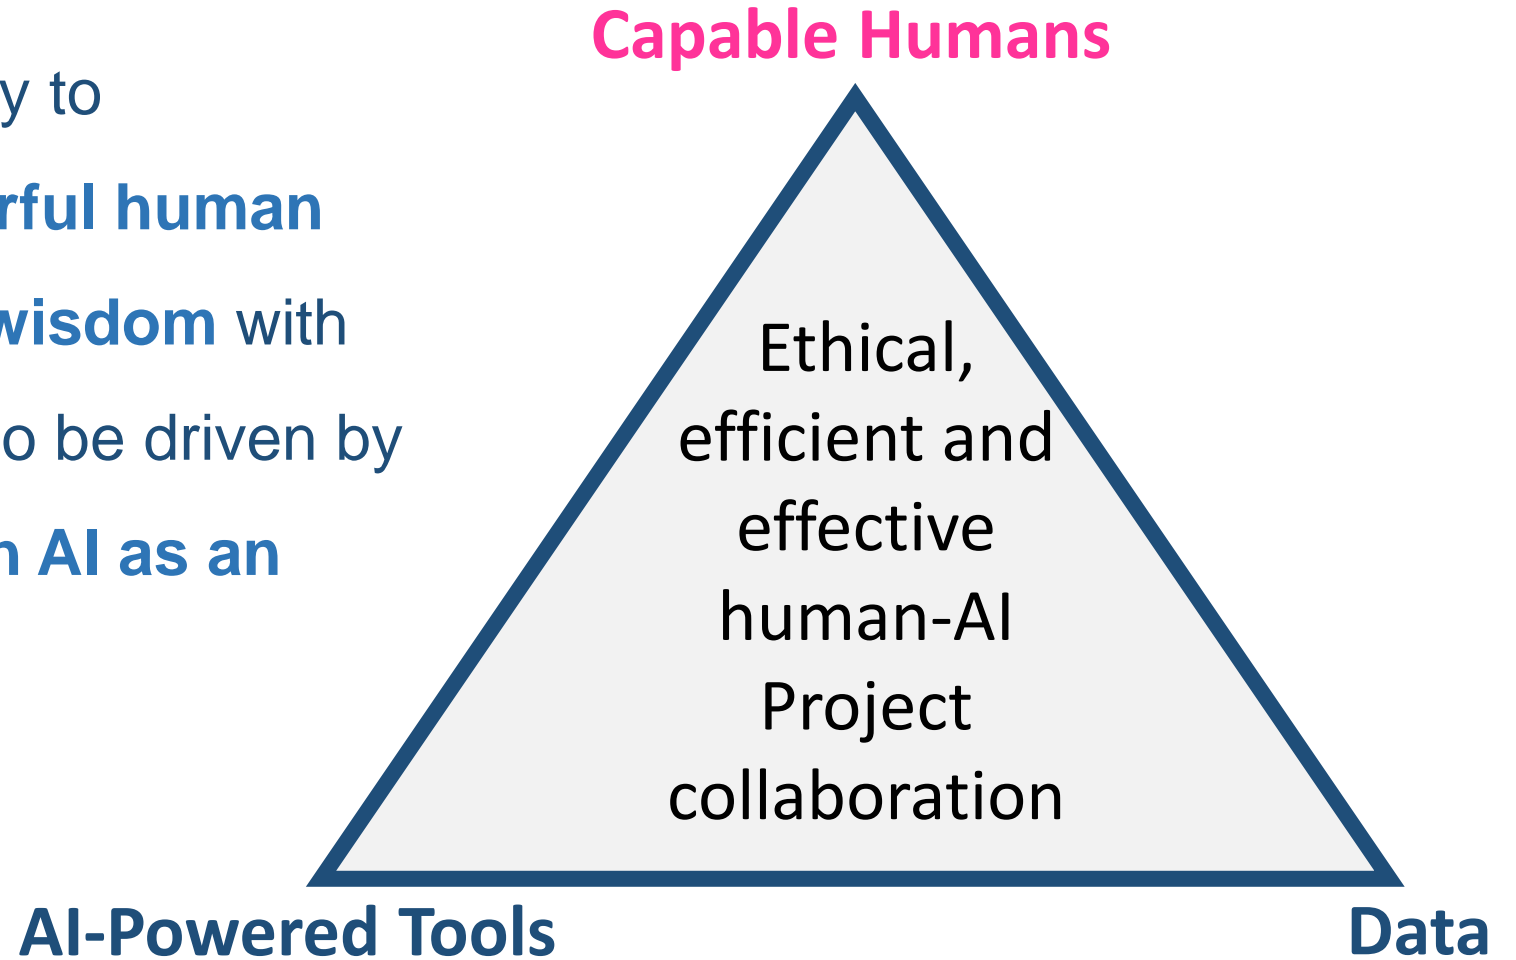 Capable Humans
y to
rful human
wisdom with
o be driven by
n AI as an
Ethical,
efficient and
effective
human-AI
Project
collaboration
AI-Powered Tools
Data